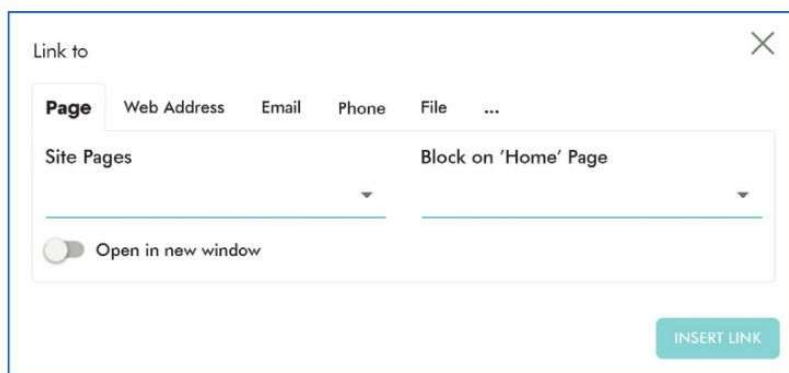 Link to
Page Web Address Email Phone File ...
Site Pages Block on 'Home' Page
Open in new window
INSERT LINK